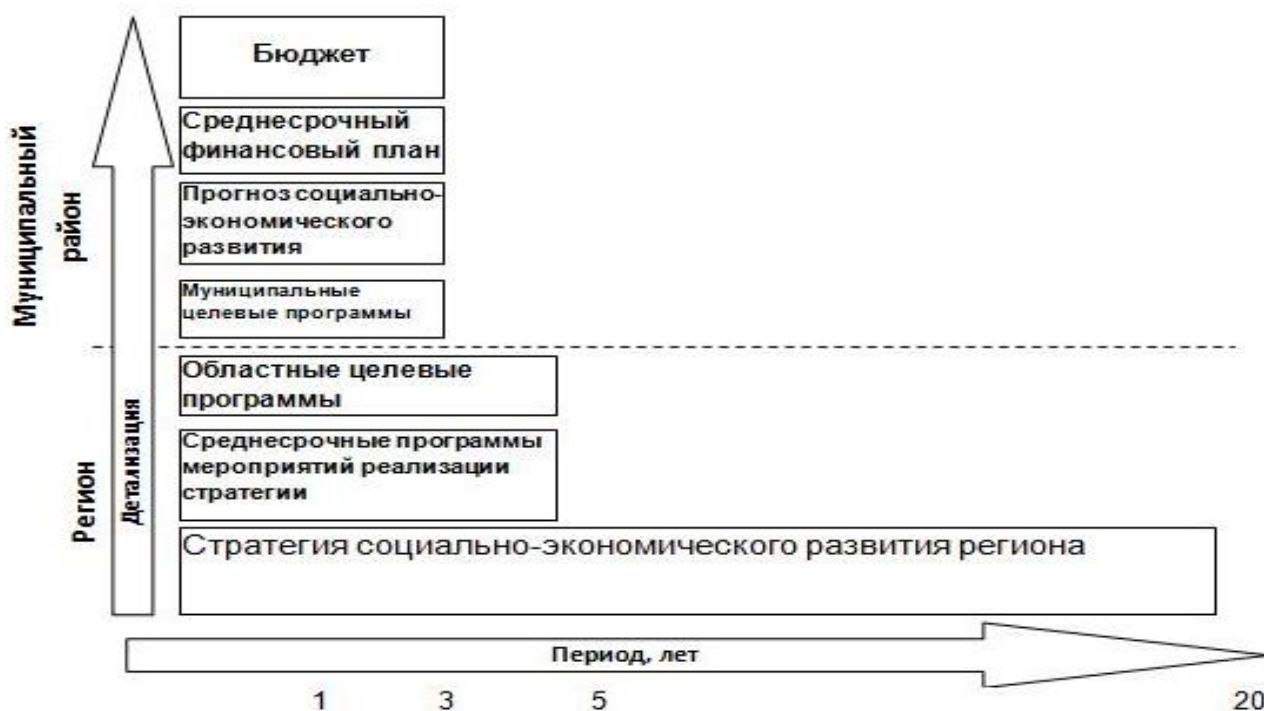 Бюджет
Среднесрочный
финансовый план
Прогноз социально-
экономического
развития
Муниципальные
целевые программы
Муниципальный
район
Областные целевые
программы
Среднесрочные программы
мероприятий реализации
стратегии
Регион
Детализация
Стратегия социально-экономического развития региона
Период, лет
1 3 5 20